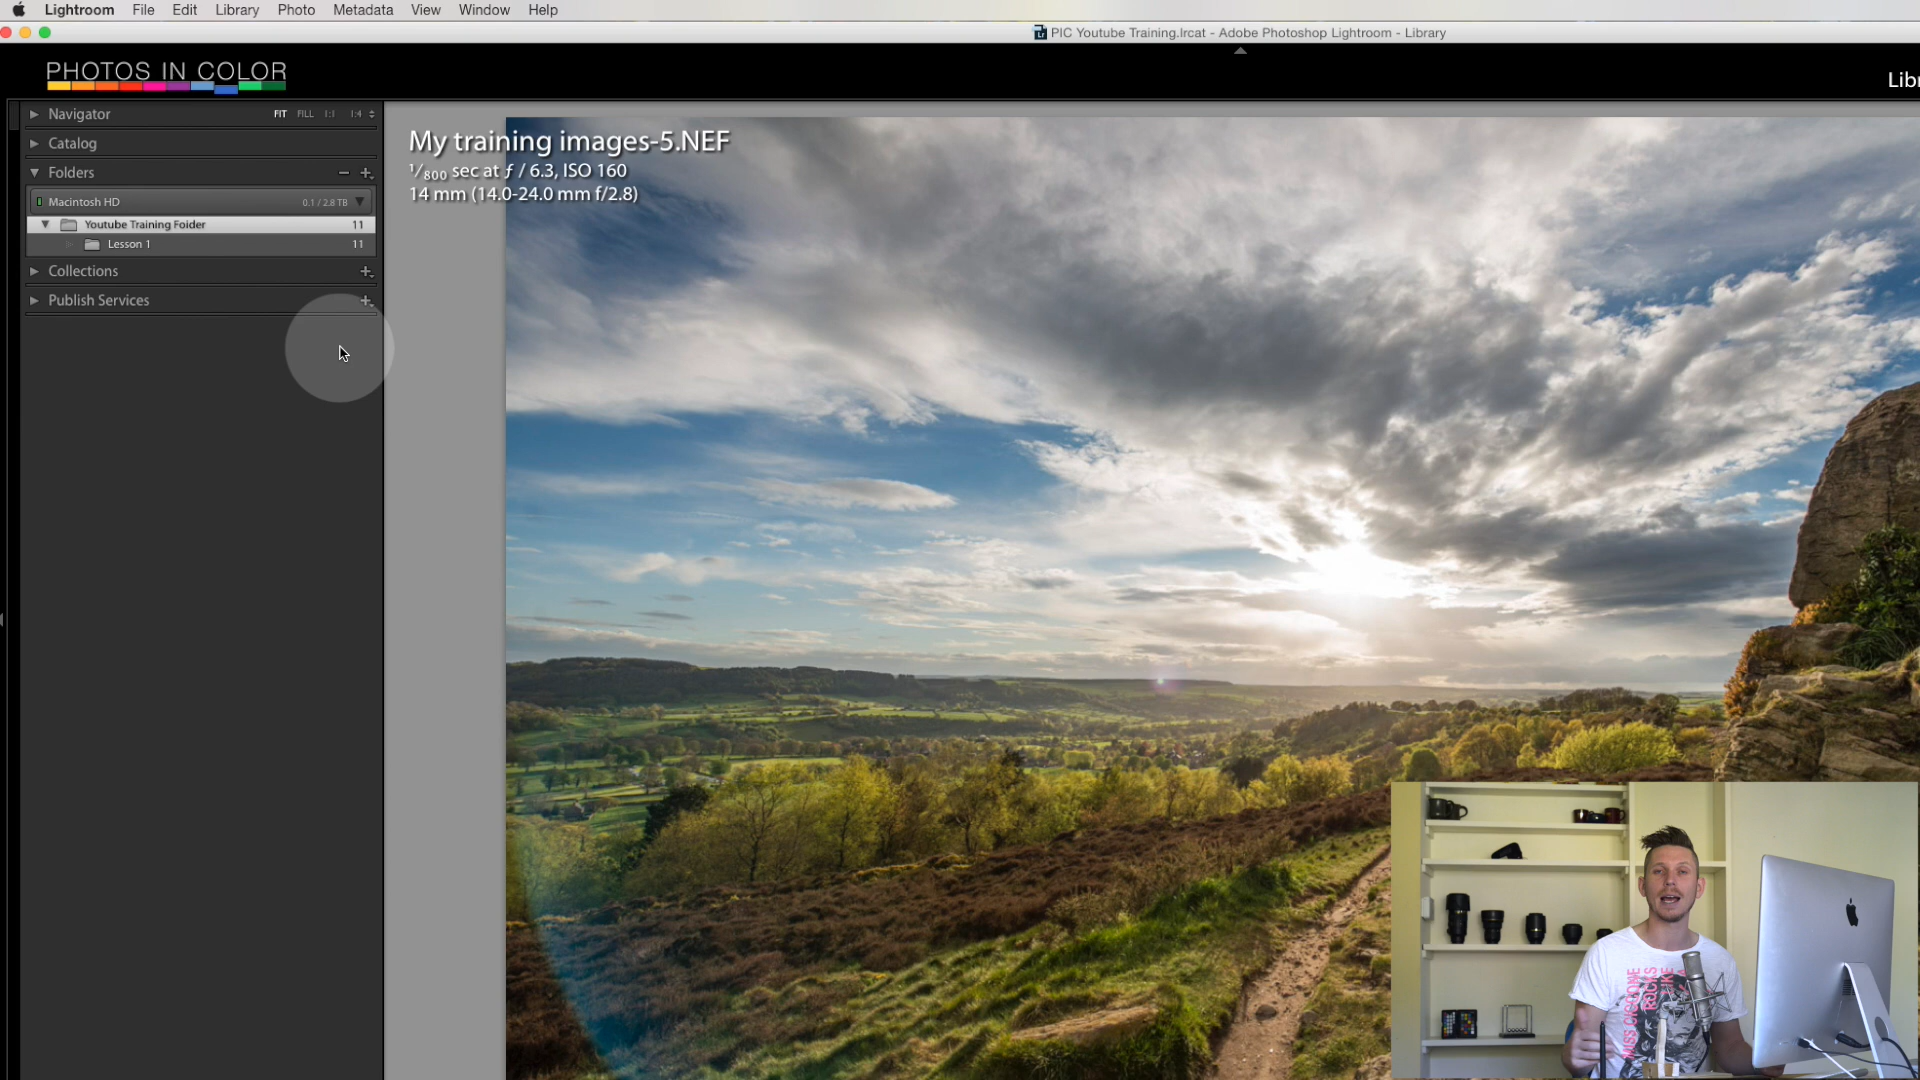 Lightroom File Edit Library Photo Metadata View Window Help
PIC Youtube Training.lrcat - Adobe Photoshop Lightroom - Library
PHOTOS IN COLOR
Libr
Navigator FIT FILL 1:1 1:4
Catalog
Folders
Macintosh HD 0.1 / 2.8 TB
Youtube Training Folder 11
Lesson 1 11
Collections
Publish Services
My training images-5.NEF
1/800 sec at ƒ / 6.3, ISO 160
14 mm (14.0-24.0 mm f/2.8)
ROCKS
LIKE